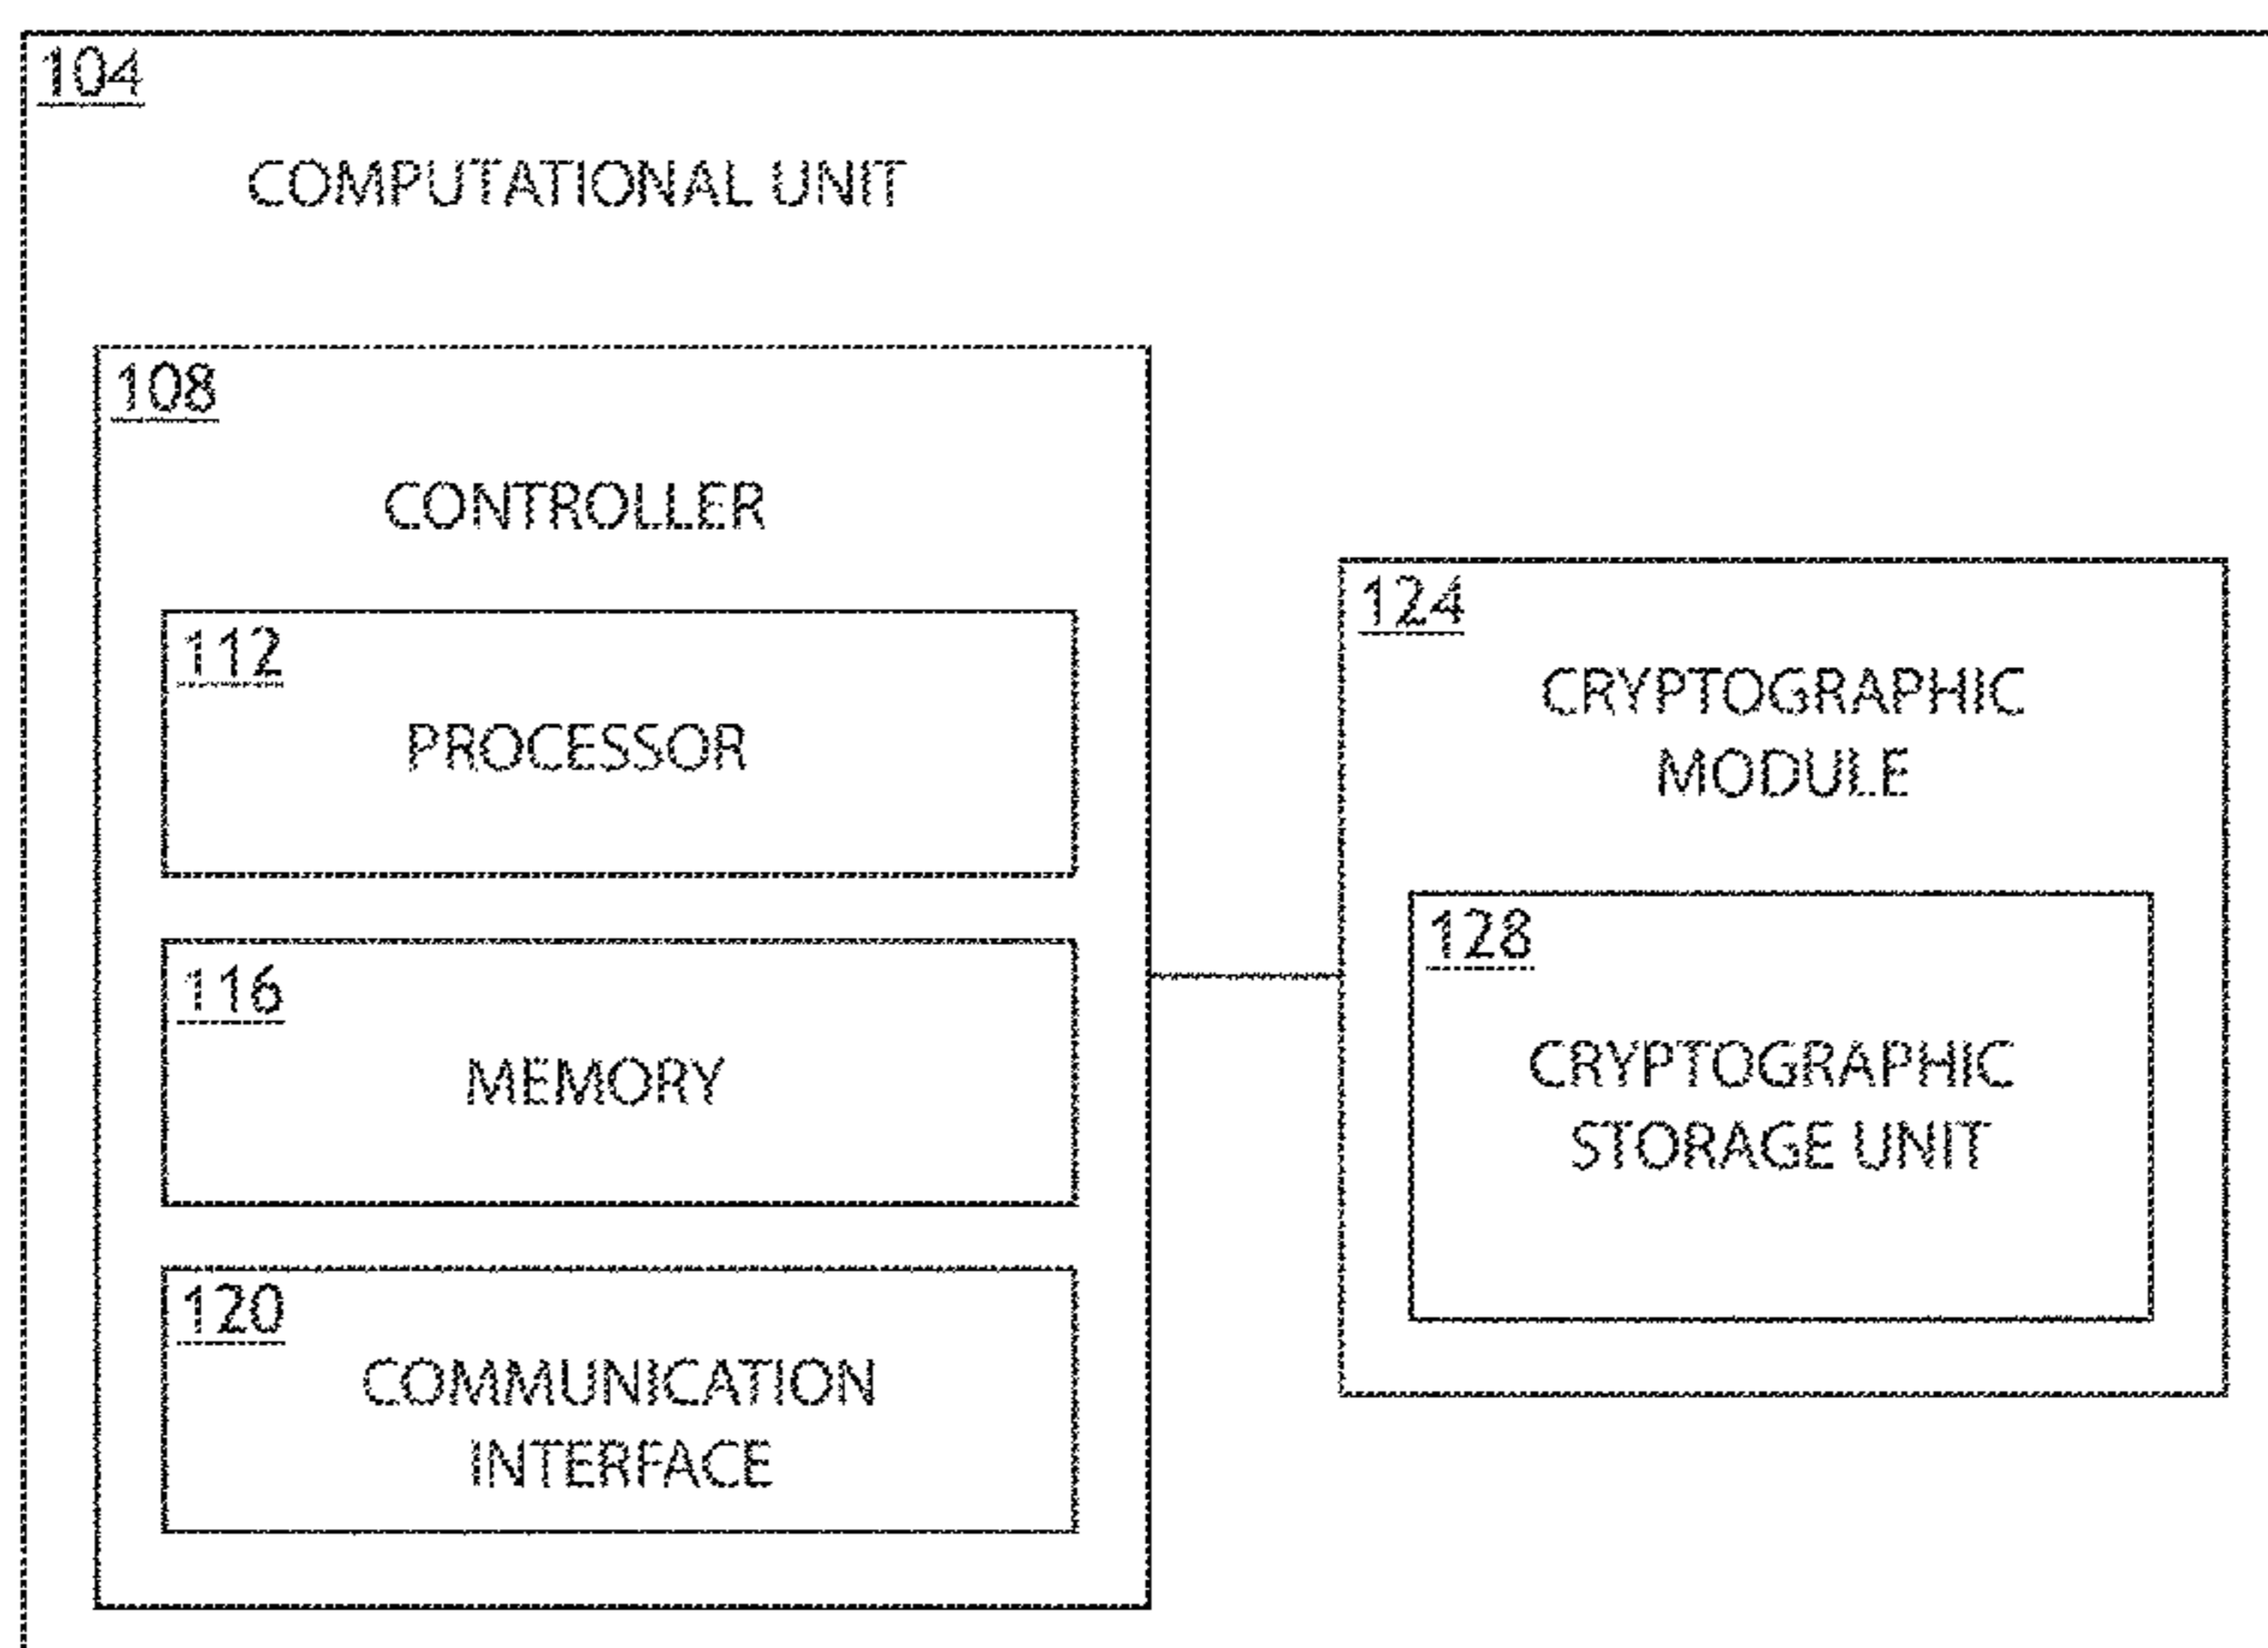 104
COMPUTATIONAL UNIT
108
CONTROLLER
112
PROCESSOR
116
MEMORY
120
COMMUNICATION
INTERFACE
124
CRYPTOGRAPHIC
MODULE
128
CRYPTOGRAPHIC
STORAGE UNIT